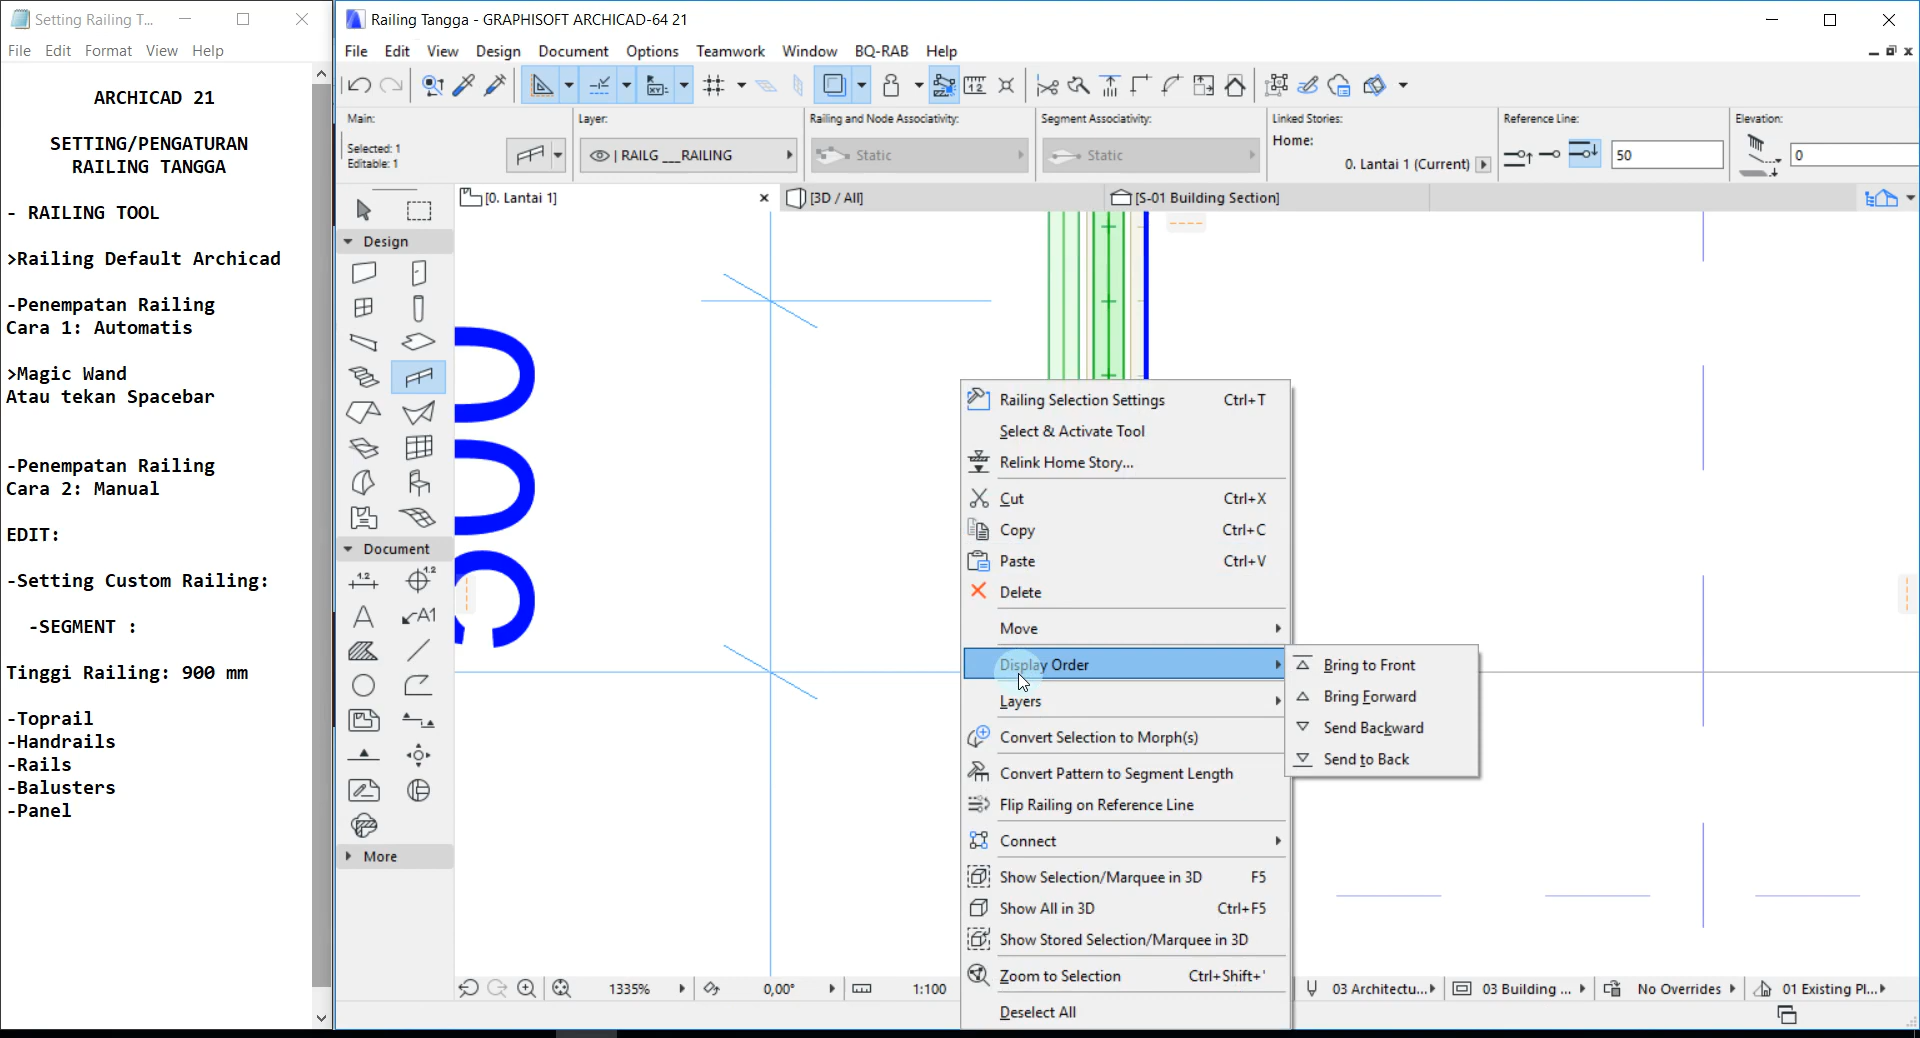 Setting Railing T...
File Edit Format View Help
ARCHICAD 21
SETTING/PENGATURAN
RAILING TANGGA
- RAILING TOOL
>Railing Default Archicad
-Penempatan Railing
Cara 1: Automatis
>Magic Wand
Atau tekan Spacebar
-Penempatan Railing
Cara 2: Manual
EDIT:
-Setting Custom Railing:
-SEGMENT :
Tinggi Railing: 900 mm
-Toprail
-Handrails
-Rails
-Balusters
-Panel
Railing Tangga - GRAPHISOFT ARCHICAD-64 21
File Edit View Design Document Options Teamwork Window BQ-RAB Help
Main: Layer: Railing and Node Associativity: Segment Associativity: Linked Stories: Reference Line: Elevation:
Selected: 1
Editable: 1
| RAILG ___RAILING
Static
Static
Home:
0. Lantai 1 (Current)
50
0
[0. Lantai 1]
[3D / All]
[S-01 Building Section]
Design
Document
More
Railing Selection Settings Ctrl+T
Select & Activate Tool
Relink Home Story...
Cut Ctrl+X
Copy Ctrl+C
Paste Ctrl+V
Delete
Move
Display Order
Layers
Convert Selection to Morph(s)
Convert Pattern to Segment Length
Flip Railing on Reference Line
Connect
Show Selection/Marquee in 3D F5
Show All in 3D Ctrl+F5
Show Stored Selection/Marquee in 3D
Zoom to Selection Ctrl+Shift+'
Deselect All
Bring to Front
Bring Forward
Send Backward
Send to Back
1335% 0,00° 1:100 03 Architectu... 03 Building ... No Overrides 01 Existing Pl...